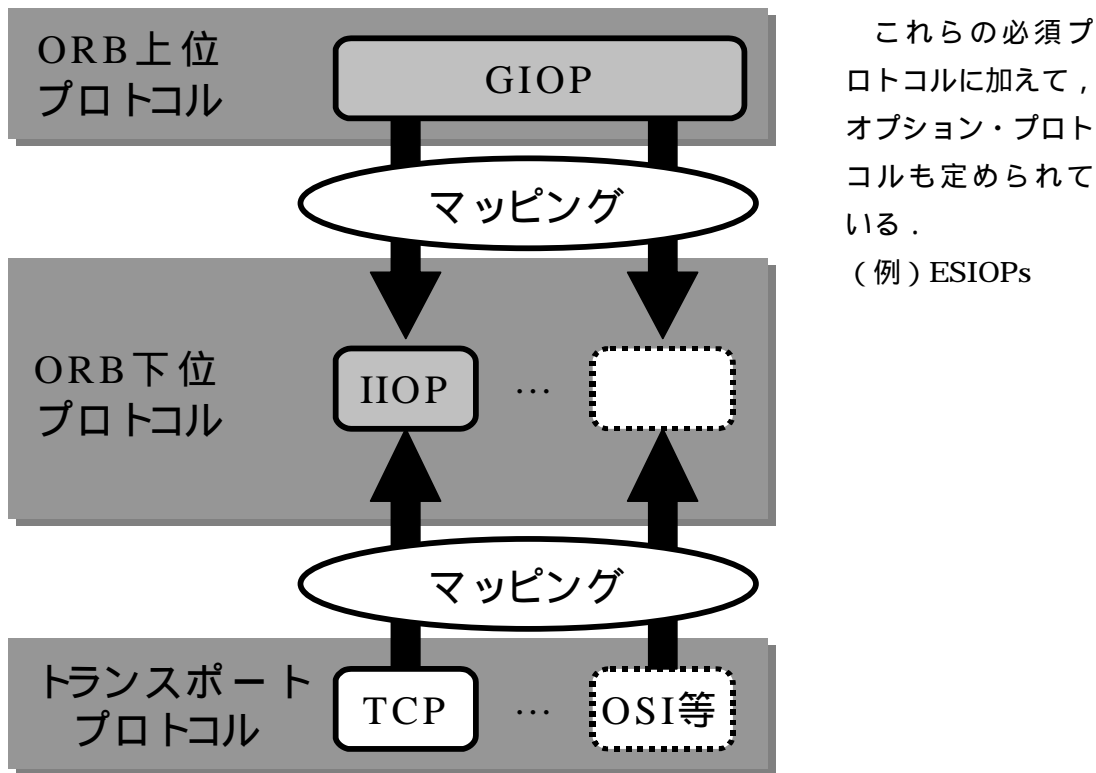 ORB上位
プロトコル
GIOP
マッピング
ORB下位
プロトコル
IIOP
…
マッピング
トランスポート
プロトコル
TCP
…
OSI等
これらの必須プ
ロトコルに加えて，
オプション・プロト
コルも定められて
いる．
（例）ESIOPs